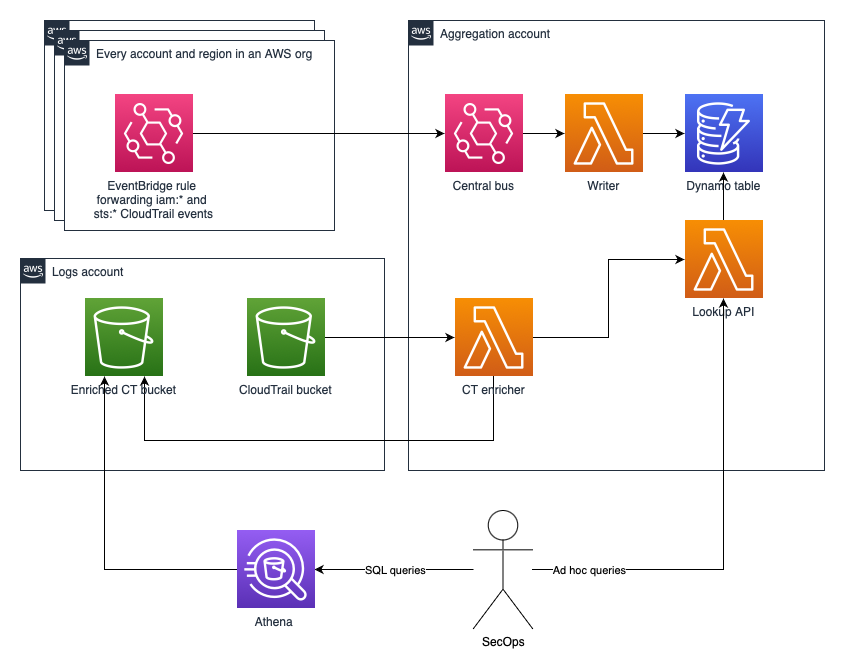 aws
aws
aws
Every account and region in an AWS org
EventBridge rule
forwarding iam:* and
sts:* CloudTrail events
aws
Aggregation account
Central bus
Writer
Dynamo table
aws
Logs account
Lookup API
Enriched CT bucket
CloudTrail bucket
CT enricher
SQL queries
Ad hoc queries
Athena
SecOps